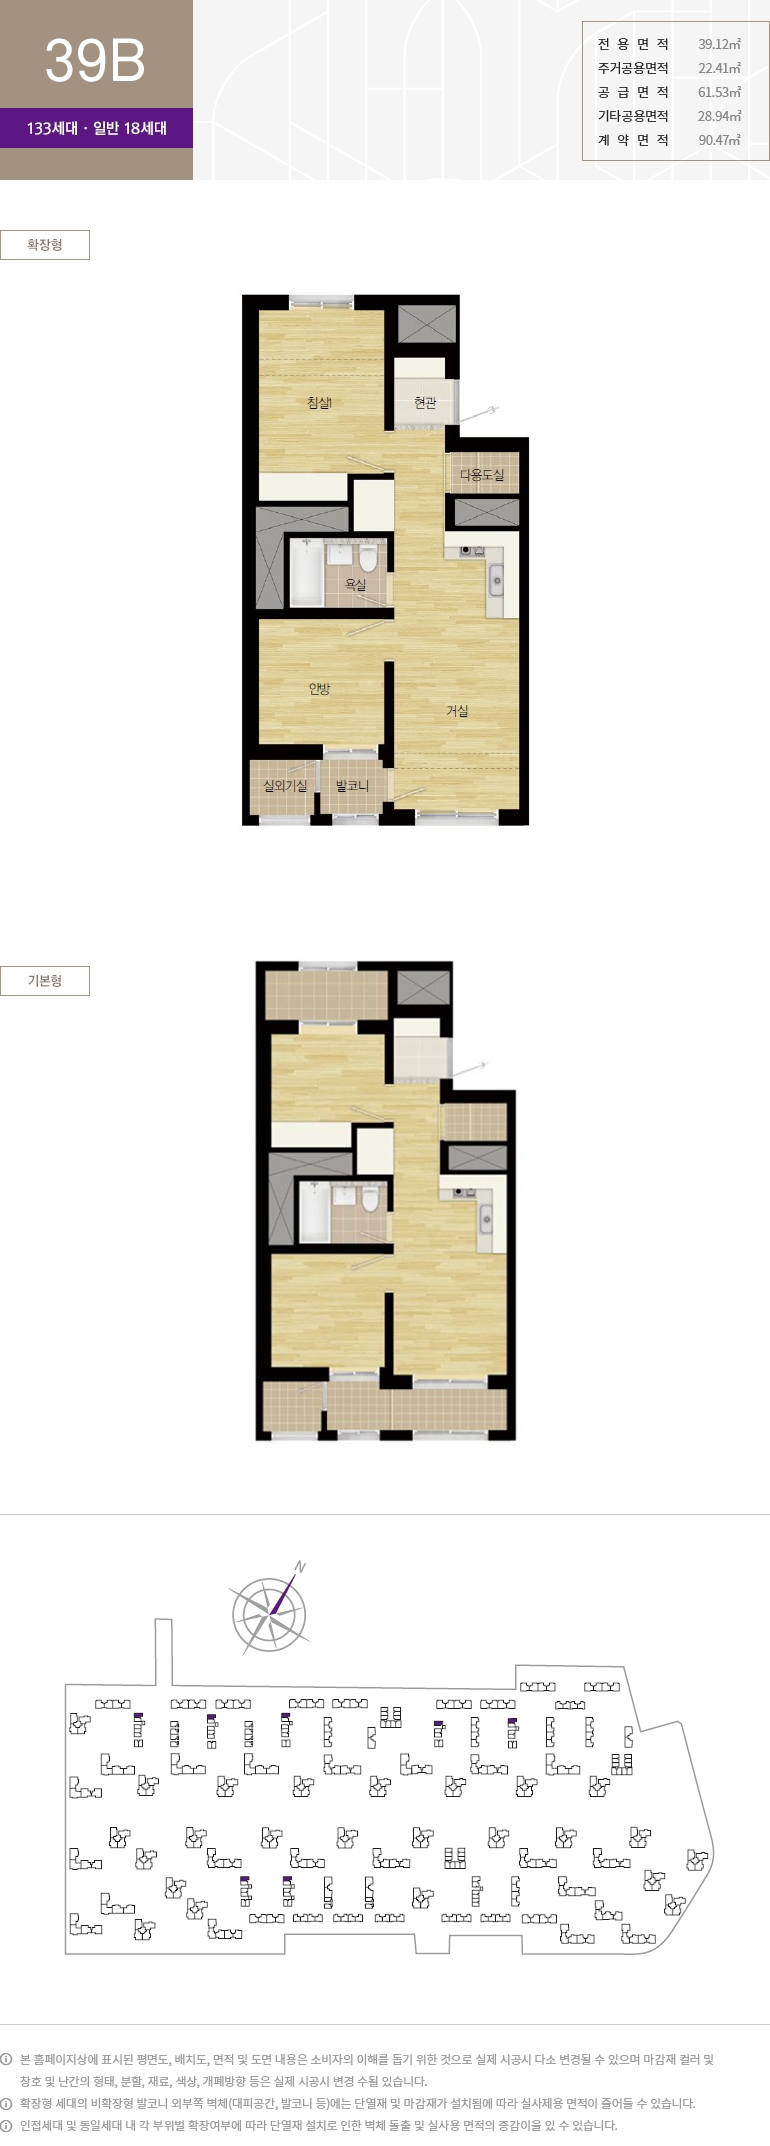 39B
133세대 · 일반 18세대
전 용 면 적 39.12㎡
주거공용면적 22.41㎡
공 급 면 적 61.53㎡
기타공용면적 28.94㎡
계 약 면 적 90.47㎡
확장형
침실1
현관
다용도실
욕실
안방
거실
실외기실
발코니
기본형
N
본 홈페이지상에 표시된 평면도, 배치도, 면적 및 도면 내용은 소비자의 이해를 돕기 위한 것으로 실제 시공시 다소 변경될 수 있으며 마감재 컬러 및
창호 및 난간의 형태, 분할, 재료, 색상, 개폐방향 등은 실제 시공시 변경 수될 있습니다.
확장형 세대의 비확장형 발코니 외부쪽 벽체(대피공간, 발코니 등)에는 단열재 및 마감재가 설치됨에 따라 실사제용 면적이 줄어들 수 있습니다.
인접세대 및 동일세대 내 각 부위별 확장여부에 따라 단열재 설치로 인한 벽체 돌출 및 실사용 면적의 증감이을 있 수 있습니다.